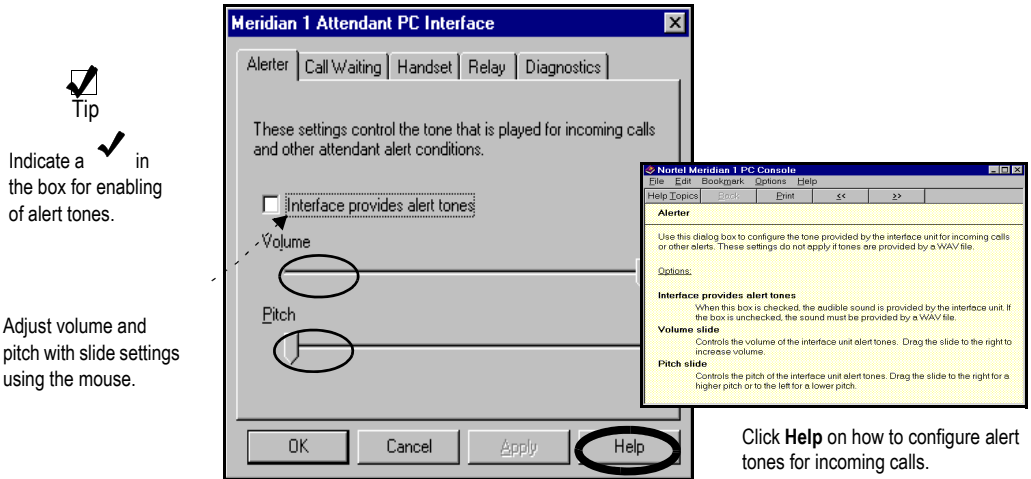 Tip
Indicate a ✓ in
the box for enabling
of alert tones.
Adjust volume and
pitch with slide settings
using the mouse.
Meridian 1 Attendant PC Interface
Alerter Call Waiting Handset Relay Diagnostics
These settings control the tone that is played for incoming calls
and other attendant alert conditions.
Interface provides alert tones
Volume
Pitch
OK Cancel Apply Help
Nortel Meridian 1 PC Console
File Edit Bookmark Options Help
Help Topics Back Print << >>
Alerter
Use this dialog box to configure the tone provided by the interface unit for incoming calls
or other alerts. These settings do not apply if tones are provided by a WAV file.
Options:
Interface provides alert tones
When this box is checked, the audible sound is provided by the interface unit. If
the box is unchecked, the sound must be provided by a WAV file.
Volume slide
Controls the volume of the interface unit alert tones. Drag the slide to the right to
increase volume.
Pitch slide
Controls the pitch of the interface unit alert tones. Drag the slide to the right for a
higher pitch or to the left for a lower pitch.
Click Help on how to configure alert
tones for incoming calls.